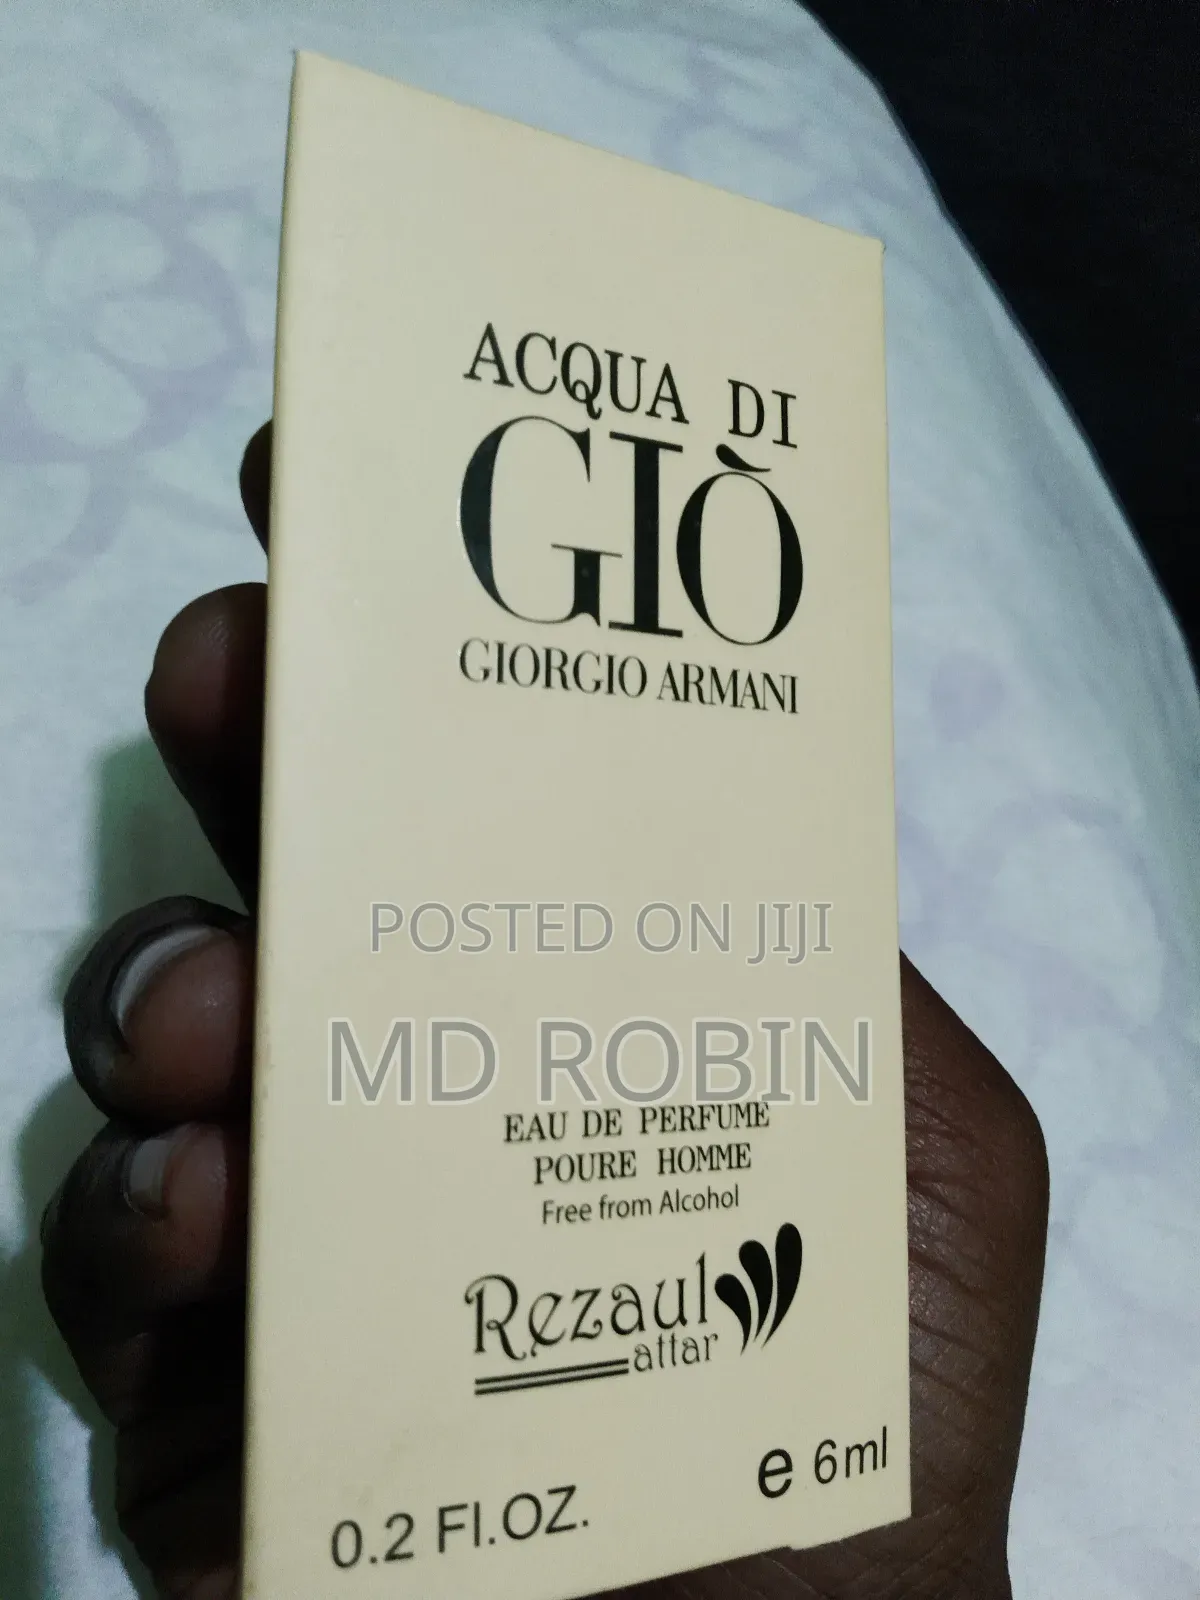 ACQUA DI
GIÒ
GIORGIO ARMANI
POSTED ON JIJI
MD ROBIN
EAU DE PERFUME
POURE HOMME
Free from Alcohol
Rezaul
attar
e 6ml
0.2 Fl.OZ.